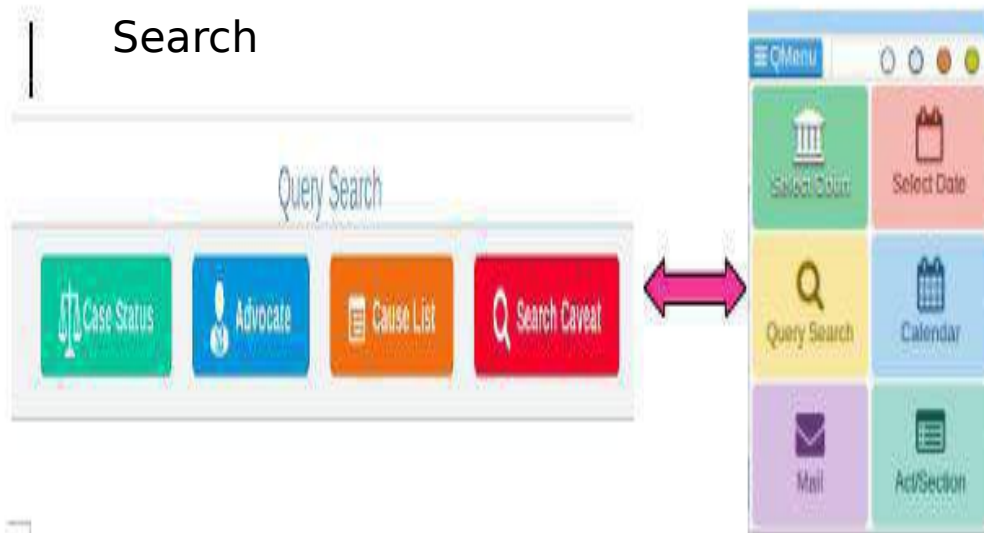 Search
Query Search
Case Status
Advocate
Cause List
Search Caveat
QMenu
Select Court
Select Date
Query Search
Calendar
Mail
Act/Section